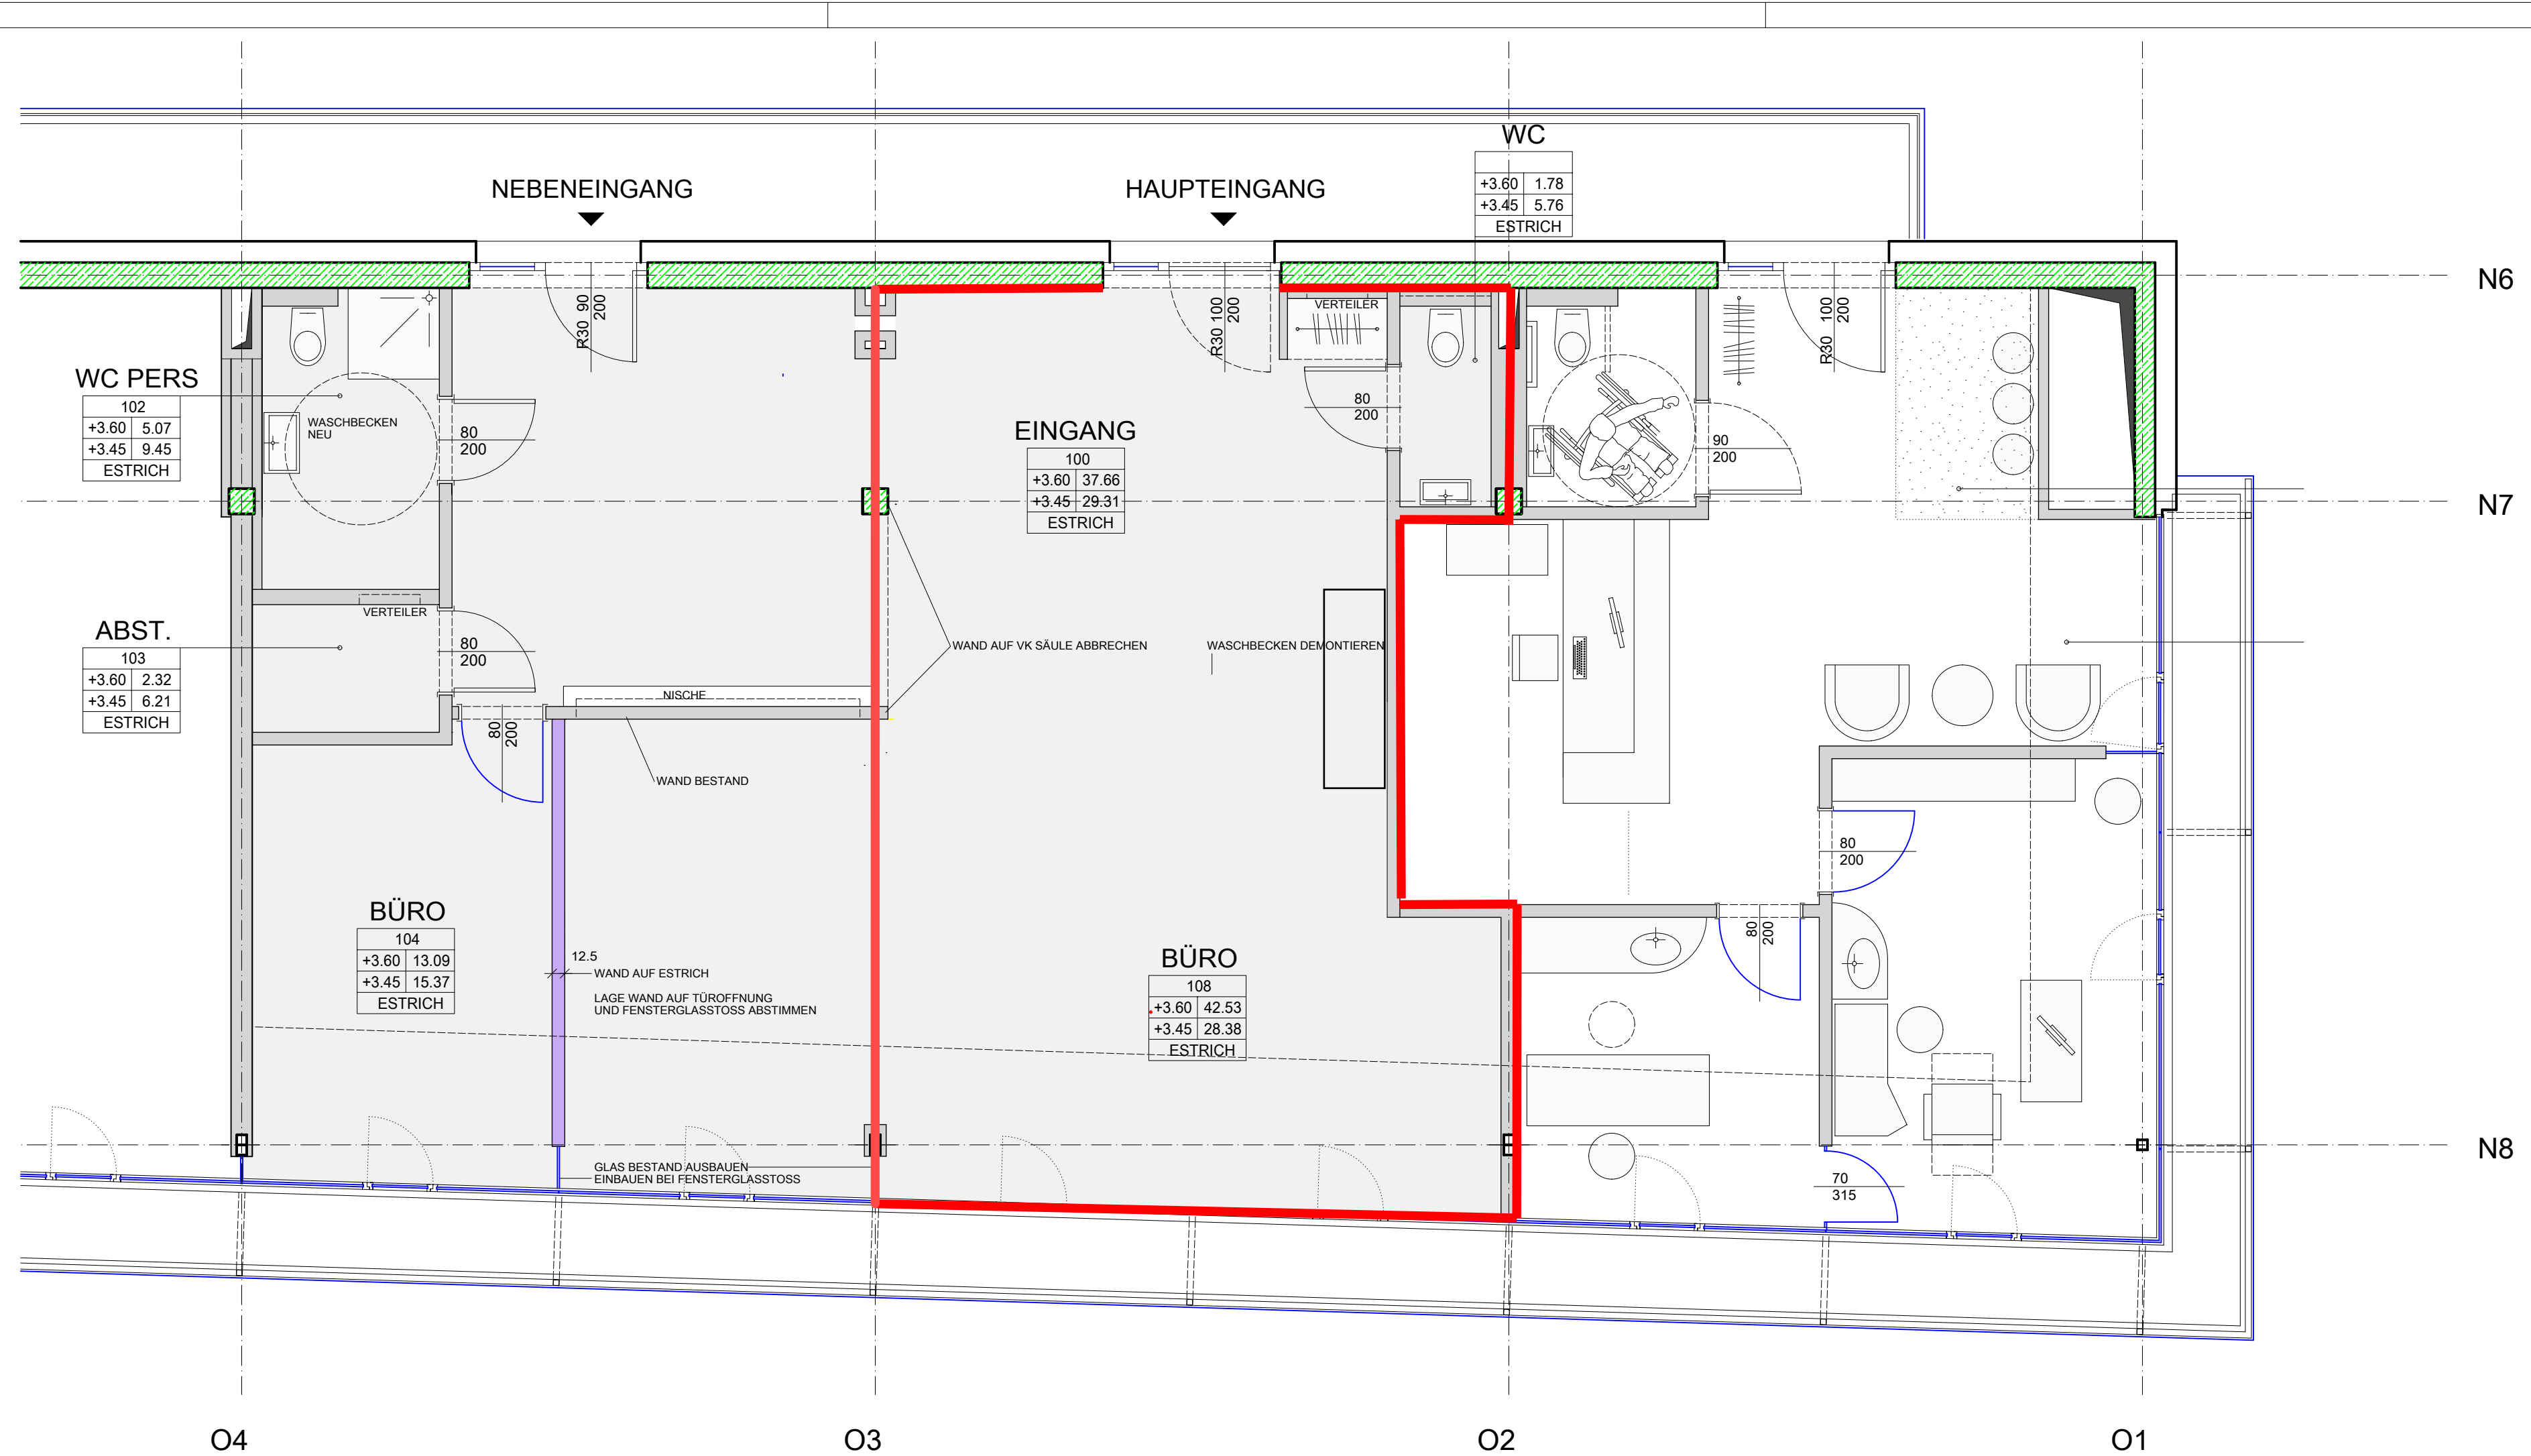 WC
+3.60 1.78
+3.45 5.76
ESTRICH
NEBENEINGANG
HAUPTEINGANG
N6
R30 90
200
R30 100
200
R30 100
200
VERTEILER
WC PERS
102
+3.60 5.07
+3.45 9.45
ESTRICH
WASCHBECKEN
NEU
80
200
EINGANG
100
+3.60 37.66
+3.45 29.31
ESTRICH
80
200
90
200
N7
VERTEILER
ABST.
103
+3.60 2.32
+3.45 6.21
ESTRICH
80
200
WAND AUF VK SÄULE ABBRECHEN
WASCHBECKEN DEMONTIEREN
NISCHE
80
200
WAND BESTAND
80
200
BÜRO
104
+3.60 13.09
+3.45 15.37
ESTRICH
12.5
WAND AUF ESTRICH
LAGE WAND AUF TÜRÖFFNUNG
UND FENSTERGLASSTOSS ABSTIMMEN
BÜRO
108
+3.60 42.53
+3.45 28.38
ESTRICH
80
200
N8
GLAS BESTAND AUSBAUEN
EINBAUEN BEI FENSTERGLASSTOSS
70
315
O4
O3
O2
O1